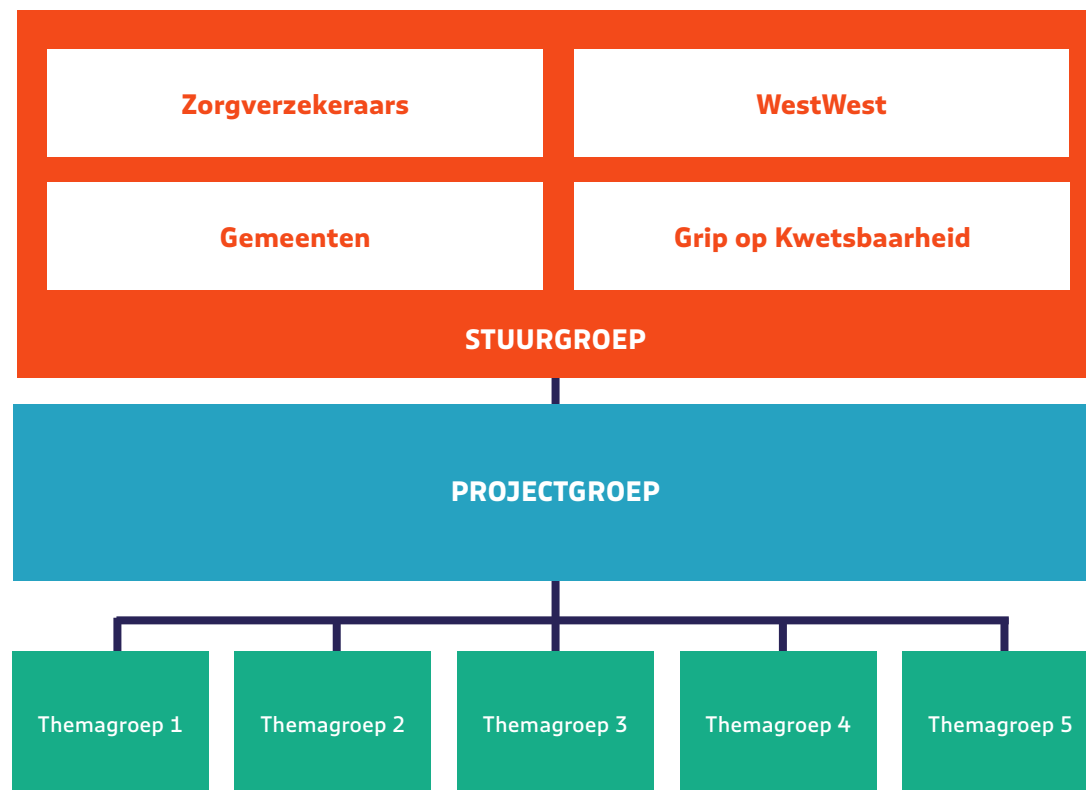 Zorgverzekeraars
WestWest
Gemeenten
Grip op Kwetsbaarheid
STUURGROEP
PROJECTGROEP
Themagroep 1
Themagroep 2
Themagroep 3
Themagroep 4
Themagroep 5